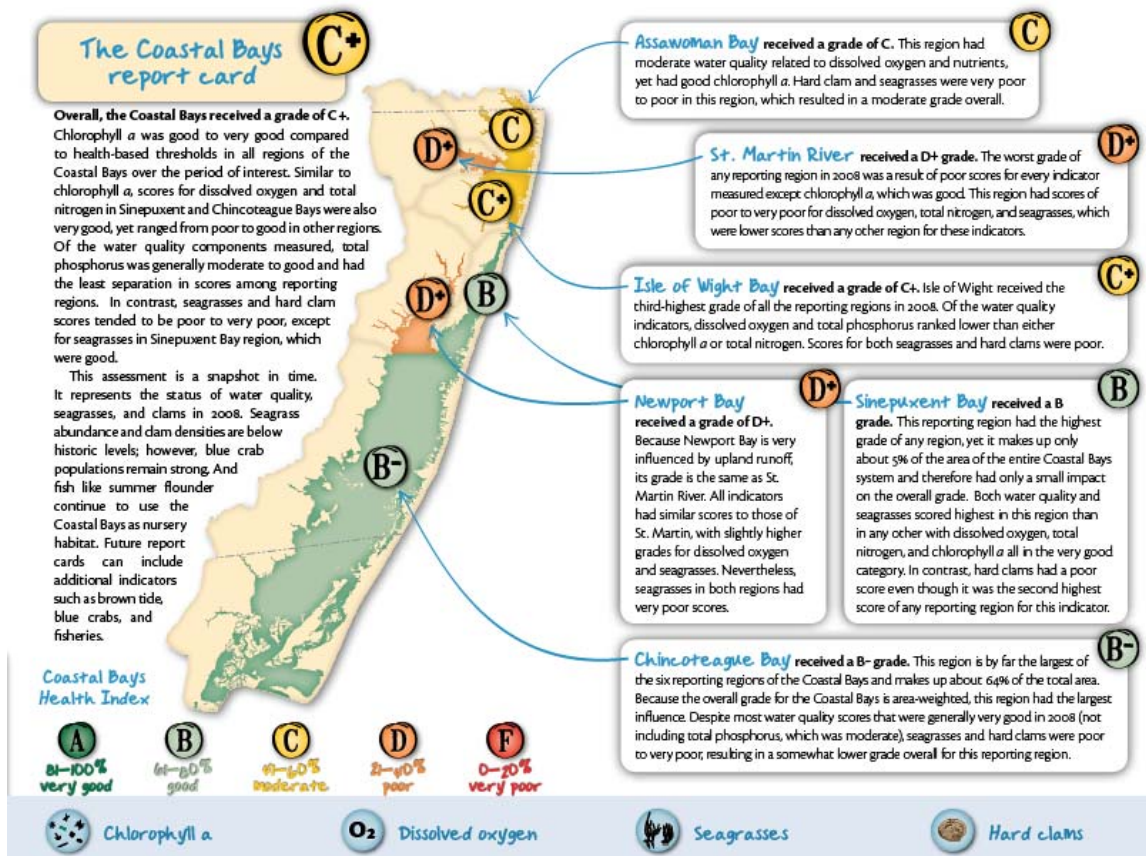 The Coastal Bays
report card
C+
Overall, the Coastal Bays received a grade of C+.
Chlorophyll a was good to very good compared
to health-based thresholds in all regions of the
Coastal Bays over the period of interest. Similar to
chlorophyll a, scores for dissolved oxygen and total
nitrogen in Sinepuxent and Chincoteague Bays were also
very good, yet ranged from poor to good in other regions.
Of the water quality components measured, total
phosphorus was generally moderate to good and had
the least separation in scores among reporting
regions. In contrast, seagrasses and hard clam
scores tended to be poor to very poor, except
for seagrasses in Sinepuxent Bay region, which
were good.
This assessment is a snapshot in time.
It represents the status of water quality,
seagrasses, and clams in 2008. Seagrass
abundance and clam densities are below
historic levels; however, blue crab
populations remain strong. And
fish like summer flounder
continue to use the
Coastal Bays as nursery
habitat. Future report
cards can include
additional indicators
such as brown tide,
blue crabs, and
fisheries.
C
D+
C+
D+
B
B-
Assawoman Bay received a grade of C. This region had
moderate water quality related to dissolved oxygen and nutrients,
yet had good chlorophyll a. Hard clam and seagrasses were very poor
to poor in this region, which resulted in a moderate grade overall.
C
St. Martin River received a D+ grade. The worst grade of
any reporting region in 2008 was a result of poor scores for every indicator
measured except chlorophyll a, which was good. This region had scores of
poor to very poor for dissolved oxygen, total nitrogen, and seagrasses, which
were lower scores than any other region for these indicators.
D+
Isle of Wight Bay received a grade of C+. Isle of Wight received the
third-highest grade of all the reporting regions in 2008. Of the water quality
indicators, dissolved oxygen and total phosphorus ranked lower than either
chlorophyll a or total nitrogen. Scores for both seagrasses and hard clams were poor.
C+
Newport Bay
received a grade of D+.
Because Newport Bay is very
influenced by upland runoff,
its grade is the same as St.
Martin River. All indicators
had similar scores to those of
St. Martin, with slightly higher
grades for dissolved oxygen
and seagrasses. Nevertheless,
seagrasses in both regions had
very poor scores.
D+
Sinepuxent Bay received a B
grade. This reporting region had the highest
grade of any region, yet it makes up only
about 5% of the area of the entire Coastal Bays
system and therefore had only a small impact
on the overall grade. Both water quality and
seagrasses scored highest in this region than
in any other with dissolved oxygen, total
nitrogen, and chlorophyll a all in the very good
category. In contrast, hard clams had a poor
score even though it was the second highest
score of any reporting region for this indicator.
B
Chincoteague Bay received a B- grade. This region is by far the largest of
the six reporting regions of the Coastal Bays and makes up about 64% of the total area.
Because the overall grade for the Coastal Bays is area-weighted, this region had the largest
influence. Despite most water quality scores that were generally very good in 2008 (not
including total phosphorus, which was moderate), seagrasses and hard clams were poor
to very poor, resulting in a somewhat lower grade overall for this reporting region.
B-
Coastal Bays
Health Index
A
81-100%
very good
B
61-80%
good
C
41-60%
Moderate
D
21-40%
poor
F
0-20%
very poor
Chlorophyll a
O2 Dissolved oxygen
Seagrasses
Hard clams